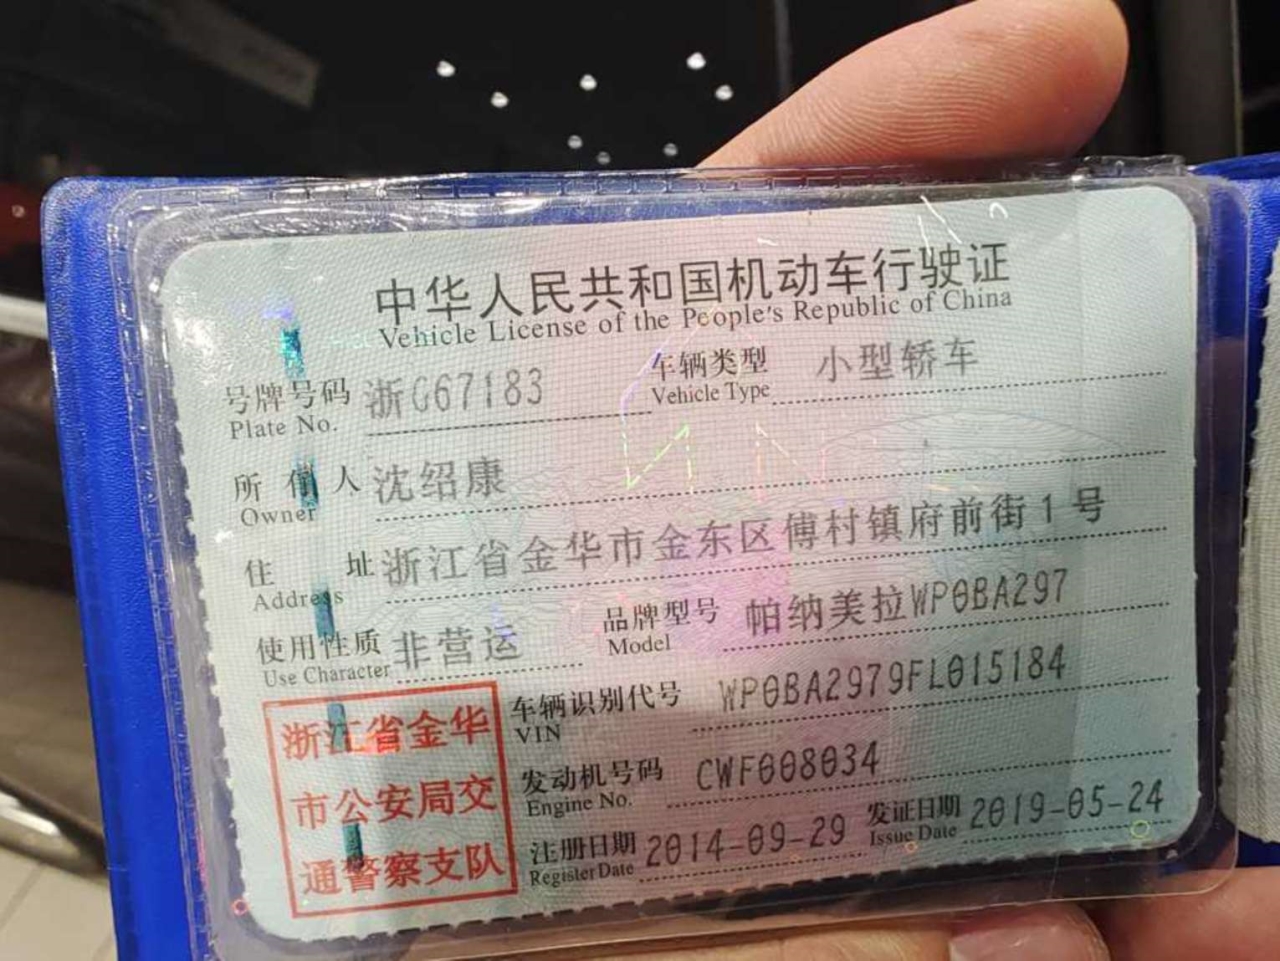 中华人民共和国机动车行驶证
Vehicle License of the People's Republic of China
号牌号码 浙G67183 车辆类型 小型轿车
Plate No. Vehicle Type
所有人 沈绍康
Owner
住 址 浙江省金华市金东区傅村镇府前街1号
Address
使用性质 非营运 品牌型号 帕纳美拉WP0BA297
Use Character Model
浙江省金华
市公安局交
通警察支队
车辆识别代号 WP0BA2979FL015184
VIN
发动机号码 CWF008034
Engine No.
注册日期 2014-09-29 发证日期 2019-05-24
Register Date Issue Date